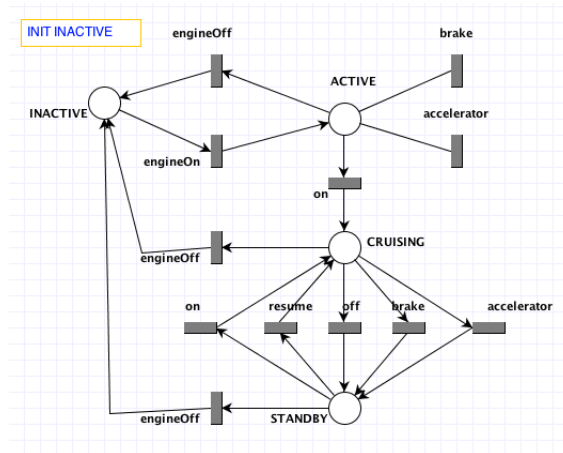 INIT INACTIVE
engineOff
brake
ACTIVE
INACTIVE
accelerator
engineOn
on
CRUISING
engineOff
on
resume
off
brake
accelerator
engineOff
STANDBY